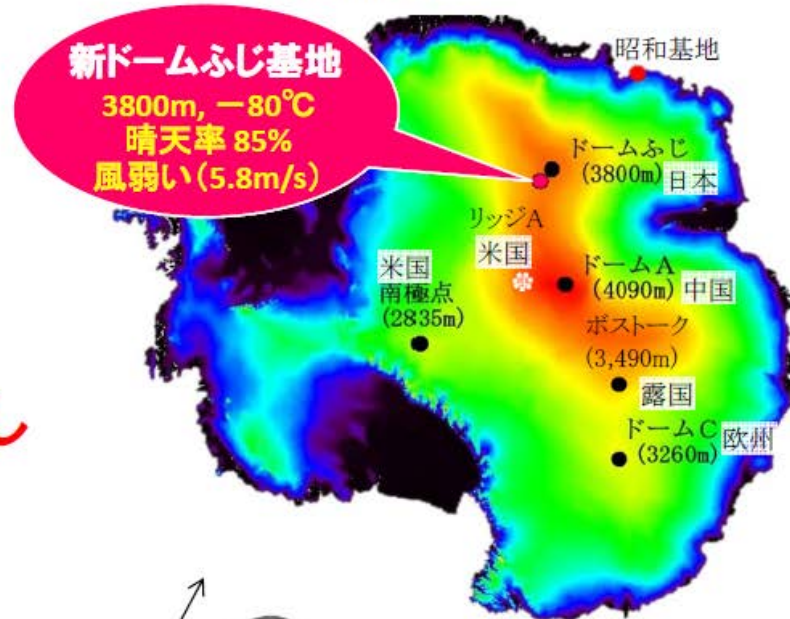 新ドームふじ基地
3800m, －80℃
晴天率 85%
風弱い（5.8m/s）
昭和基地
ドームふじ
(3800m) 日本
リッジA
米国
ドームA
(4090m) 中国
米国
南極点
(2835m)
ボストーク
(3,490m)
露国
ドームC
(3260m) 欧州